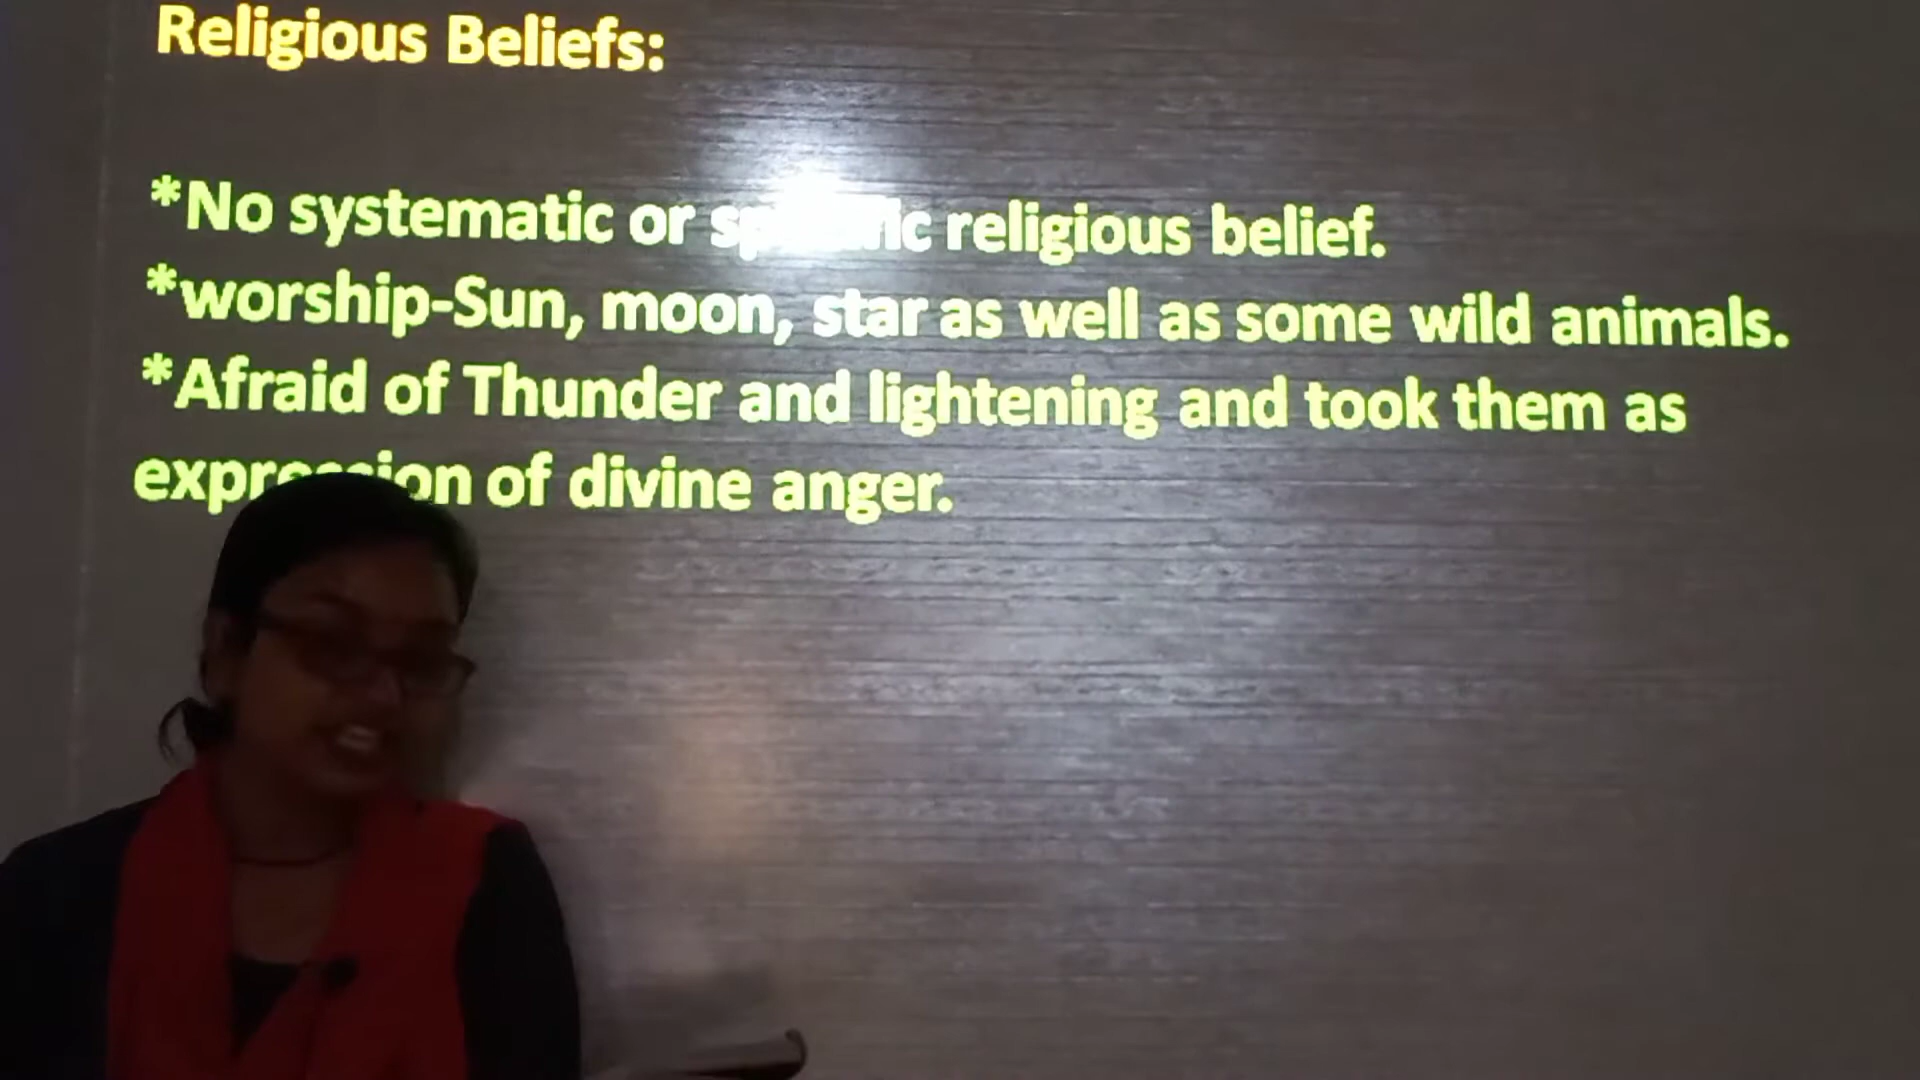 Religious Beliefs:
*No systematic or religious belief.
*worship-Sun, moon, star as well as some wild animals.
*Afraid of Thunder and lightening and took them as
expression of divine anger.